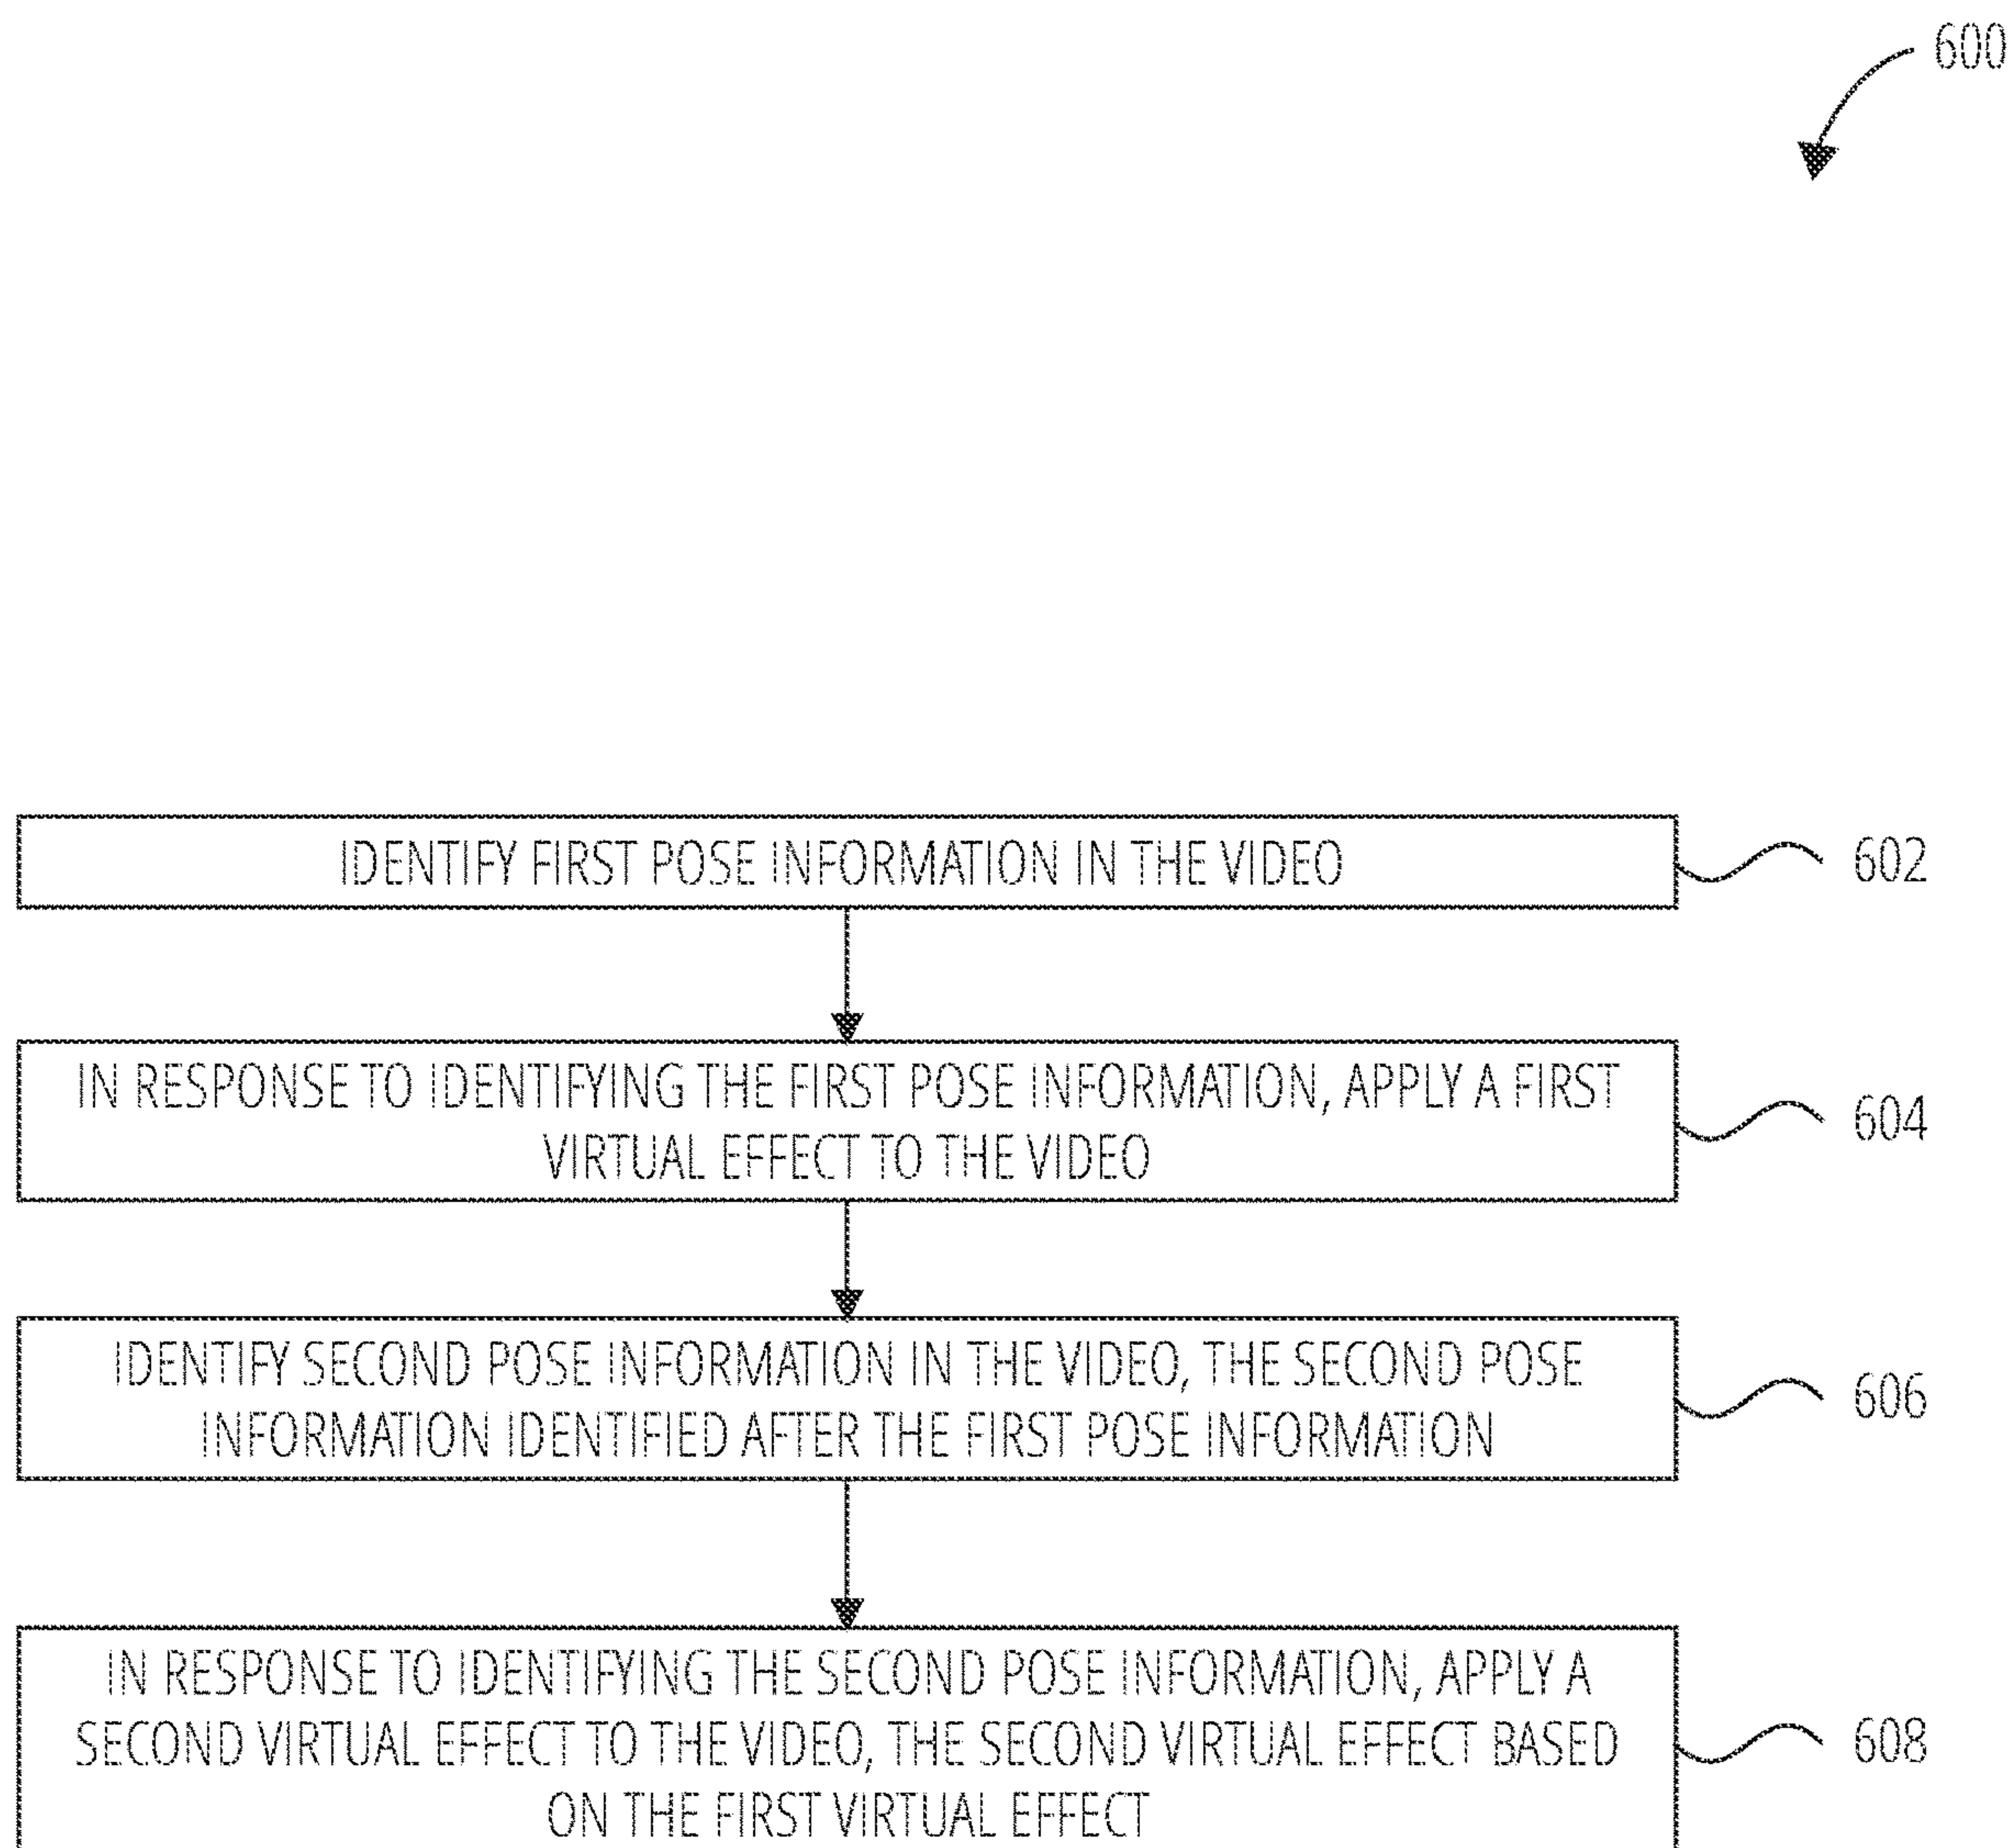 600
IDENTIFY FIRST POSE INFORMATION IN THE VIDEO
602
IN RESPONSE TO IDENTIFYING THE FIRST POSE INFORMATION, APPLY A FIRST
VIRTUAL EFFECT TO THE VIDEO
604
IDENTIFY SECOND POSE INFORMATION IN THE VIDEO, THE SECOND POSE
INFORMATION IDENTIFIED AFTER THE FIRST POSE INFORMATION
606
IN RESPONSE TO IDENTIFYING THE SECOND POSE INFORMATION, APPLY A
SECOND VIRTUAL EFFECT TO THE VIDEO, THE SECOND VIRTUAL EFFECT BASED
ON THE FIRST VIRTUAL EFFECT
608